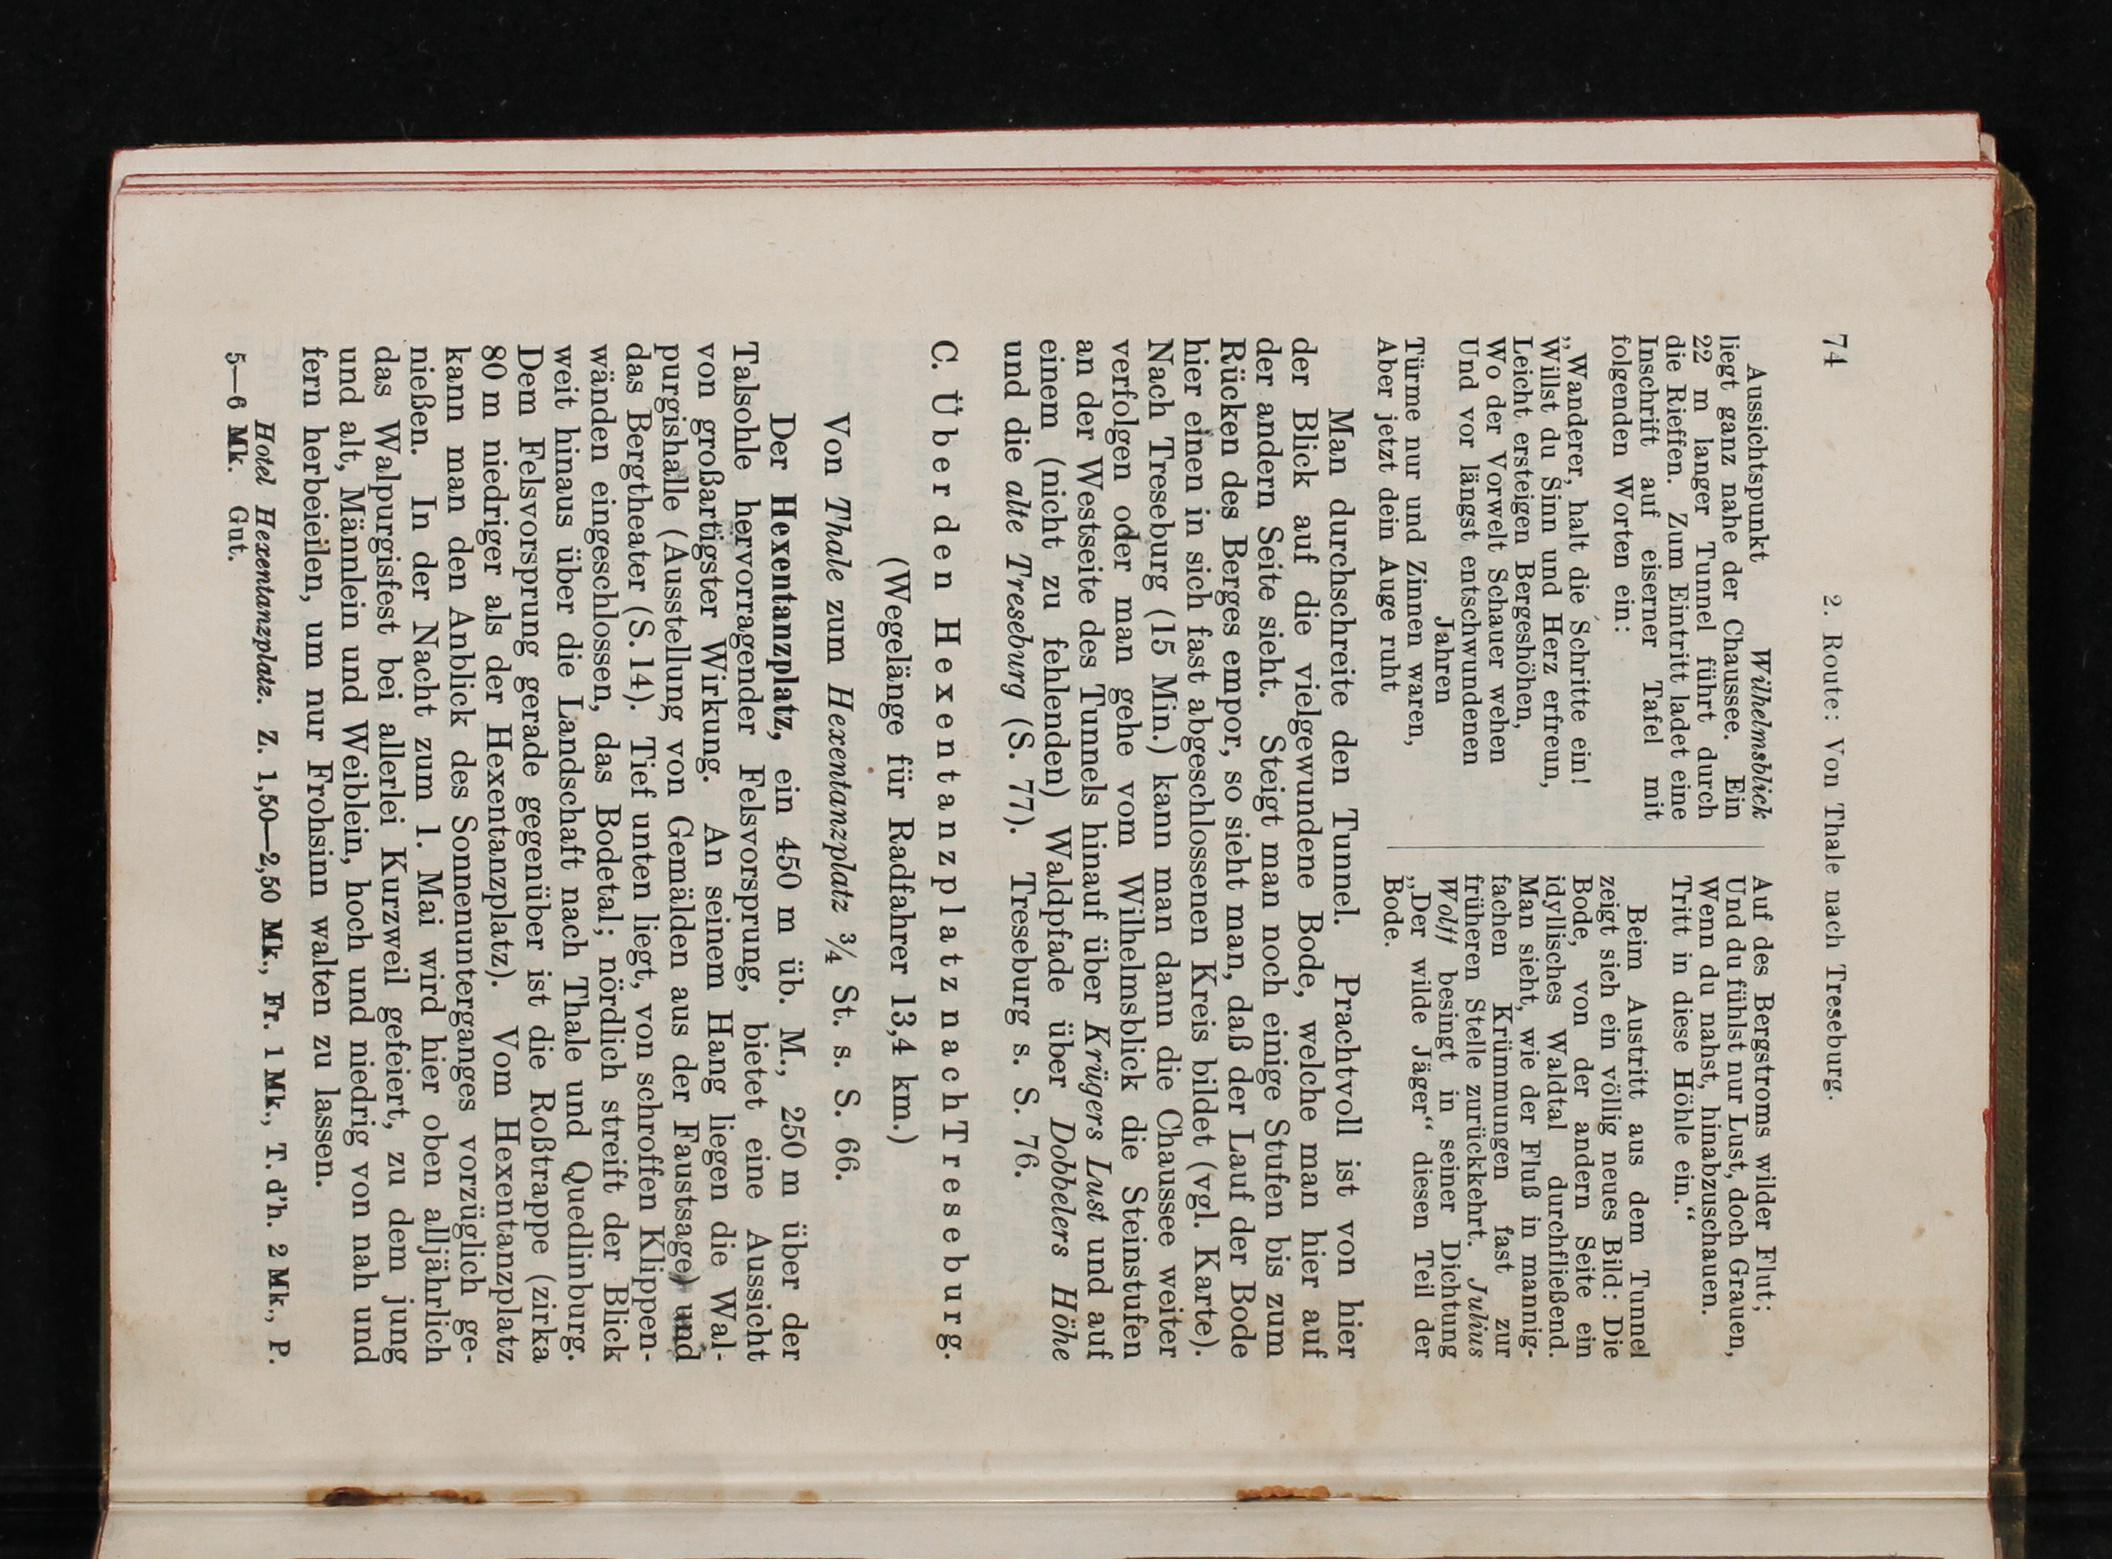 74
2. Route: Von Thale nach Treseburg.
Aussichtspunkt Wilhelmsblick
liegt ganz nahe der Chaussee. Ein
22 m langer Tunnel führt durch
die Rieffen. Zum Eintritt ladet eine
Inschrift auf eiserner Tafel mit
folgenden Worten ein:
„Wanderer, halt die Schritte ein!
Willst du Sinn und Herz erfreun,
Leicht ersteigen Bergeshöhen,
Wo der Vorwelt Schauer wehen
Und vor längst entschwundenen
Jahren
Türme nur und Zinnen waren,
Aber jetzt dein Auge ruht
Auf des Bergstroms wilder Flut;
Und du fühlst nur Lust, doch Grauen,
Wenn du nahst, hinabzuschauen.
Tritt in diese Höhle ein.“
Beim Austritt aus dem Tunnel
zeigt sich ein völlig neues Bild: Die
Bode, von der andern Seite ein
idyllisches Waldtal durchfließend.
Man sieht, wie der Fluß in mannig-
fachen Krümmungen fast zur
früheren Stelle zurückkehrt. Julius
Wolff besingt in seiner Dichtung
„Der wilde Jäger“ diesen Teil der
Bode.
Man durchschreite den Tunnel. Prachtvoll ist von hier
der Blick auf die vielgewundene Bode, welche man hier auf
der andern Seite sieht. Steigt man noch einige Stufen bis zum
Rücken des Berges empor, so sieht man, daß der Lauf der Bode
hier einen in sich fast abgeschlossenen Kreis bildet (vgl. Karte).
Nach Treseburg (15 Min.) kann man dann die Chaussee weiter
verfolgen oder man gehe vom Wilhelmsblick die Steinstufen
an der Westseite des Tunnels hinauf über Krügers Lust und auf
einem (nicht zu fehlenden) Waldpfade über Dobbelers Höhe
und die alte Treseburg (S. 77). Treseburg s. S. 76.
C. Über den Hexentanzplatz nach Treseburg.
(Wegelänge für Radfahrer 13,4 km.)
Von Thale zum Hexentanzplatz ¾ St. s. S. 66.
Der Hexentanzplatz, ein 450 m üb. M., 250 m über der
Talsohle hervorragender Felsvorsprung, bietet eine Aussicht
von großartigster Wirkung. An seinem Hang liegen die Wal-
purgishalle (Ausstellung von Gemälden aus der Faustsage) und
das Bergtheater (S. 14). Tief unten liegt, von schroffen Klippen-
wänden eingeschlossen, das Bodetal; nördlich streift der Blick
weit hinaus über die Landschaft nach Thale und Quedlinburg.
Dem Felsvorsprung gerade gegenüber ist die Roßtrappe (zirka
80 m niedriger als der Hexentanzplatz). Vom Hexentanzplatz
kann man den Anblick des Sonnenunterganges vorzüglich ge-
nießen. In der Nacht zum 1. Mai wird hier oben alljährlich
das Walpurgisfest bei allerlei Kurzweil gefeiert, zu dem jung
und alt, Männlein und Weiblein, hoch und niedrig von nah und
fern herbeieilen, um nur Frohsinn walten zu lassen.
Hotel Hexentanzplatz. Z. 1,50—2,50 Mk., Fr. 1 Mk., T. d'h. 2 Mk., P.
5—6 Mk. Gut.